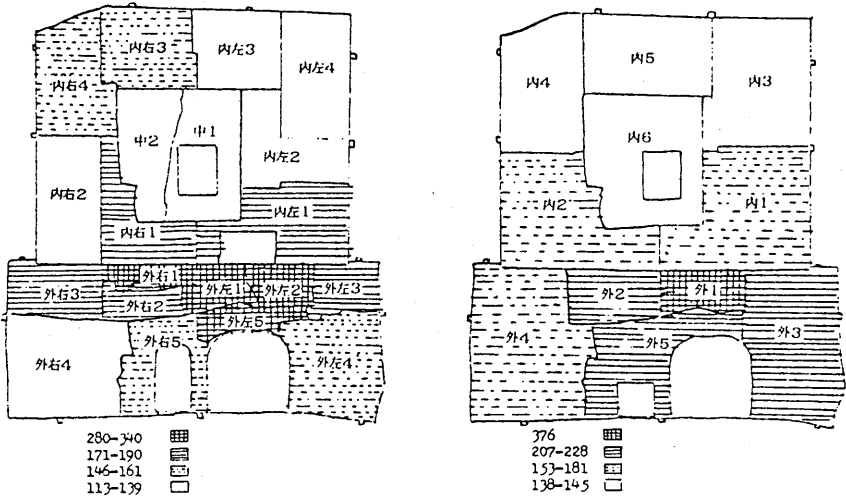 内右3
内左3
内右4
内左4
中2
中1
内左2
内右2
内左1
内右1
外右1
外右3
外左1
外左2
外左3
外右2
外左5
外右4
外右5
外左4
280-340
171-190
146-161
113-139
内5
内4
内3
内6
内2
内1
外2
外1
外4
外5
外3
376
207-228
153-181
138-145